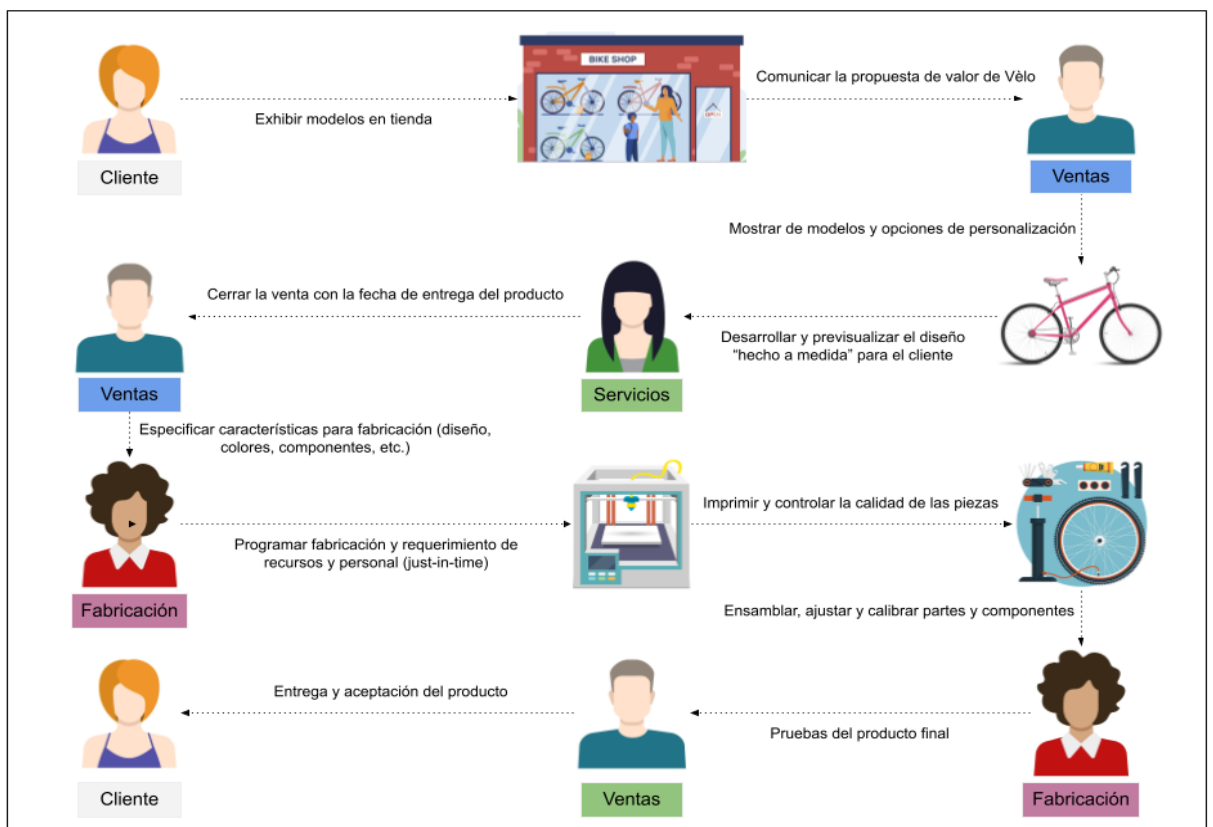 BIKE SHOP
Comunicar la propuesta de valor de Vèlo
Exhibir modelos en tienda
OPEN
Cliente
Ventas
Mostrar de modelos y opciones de personalización
Cerrar la venta con la fecha de entrega del producto
Desarrollar y previsualizar el diseño
“hecho a medida” para el cliente
Ventas
Servicios
Especificar características para fabricación (diseño,
colores, componentes, etc.)
Imprimir y controlar la calidad de las piezas
Programar fabricación y requerimiento de
recursos y personal (just-in-time)
Fabricación
Ensamblar, ajustar y calibrar partes y componentes
Entrega y aceptación del producto
Pruebas del producto final
Cliente
Ventas
Fabricación